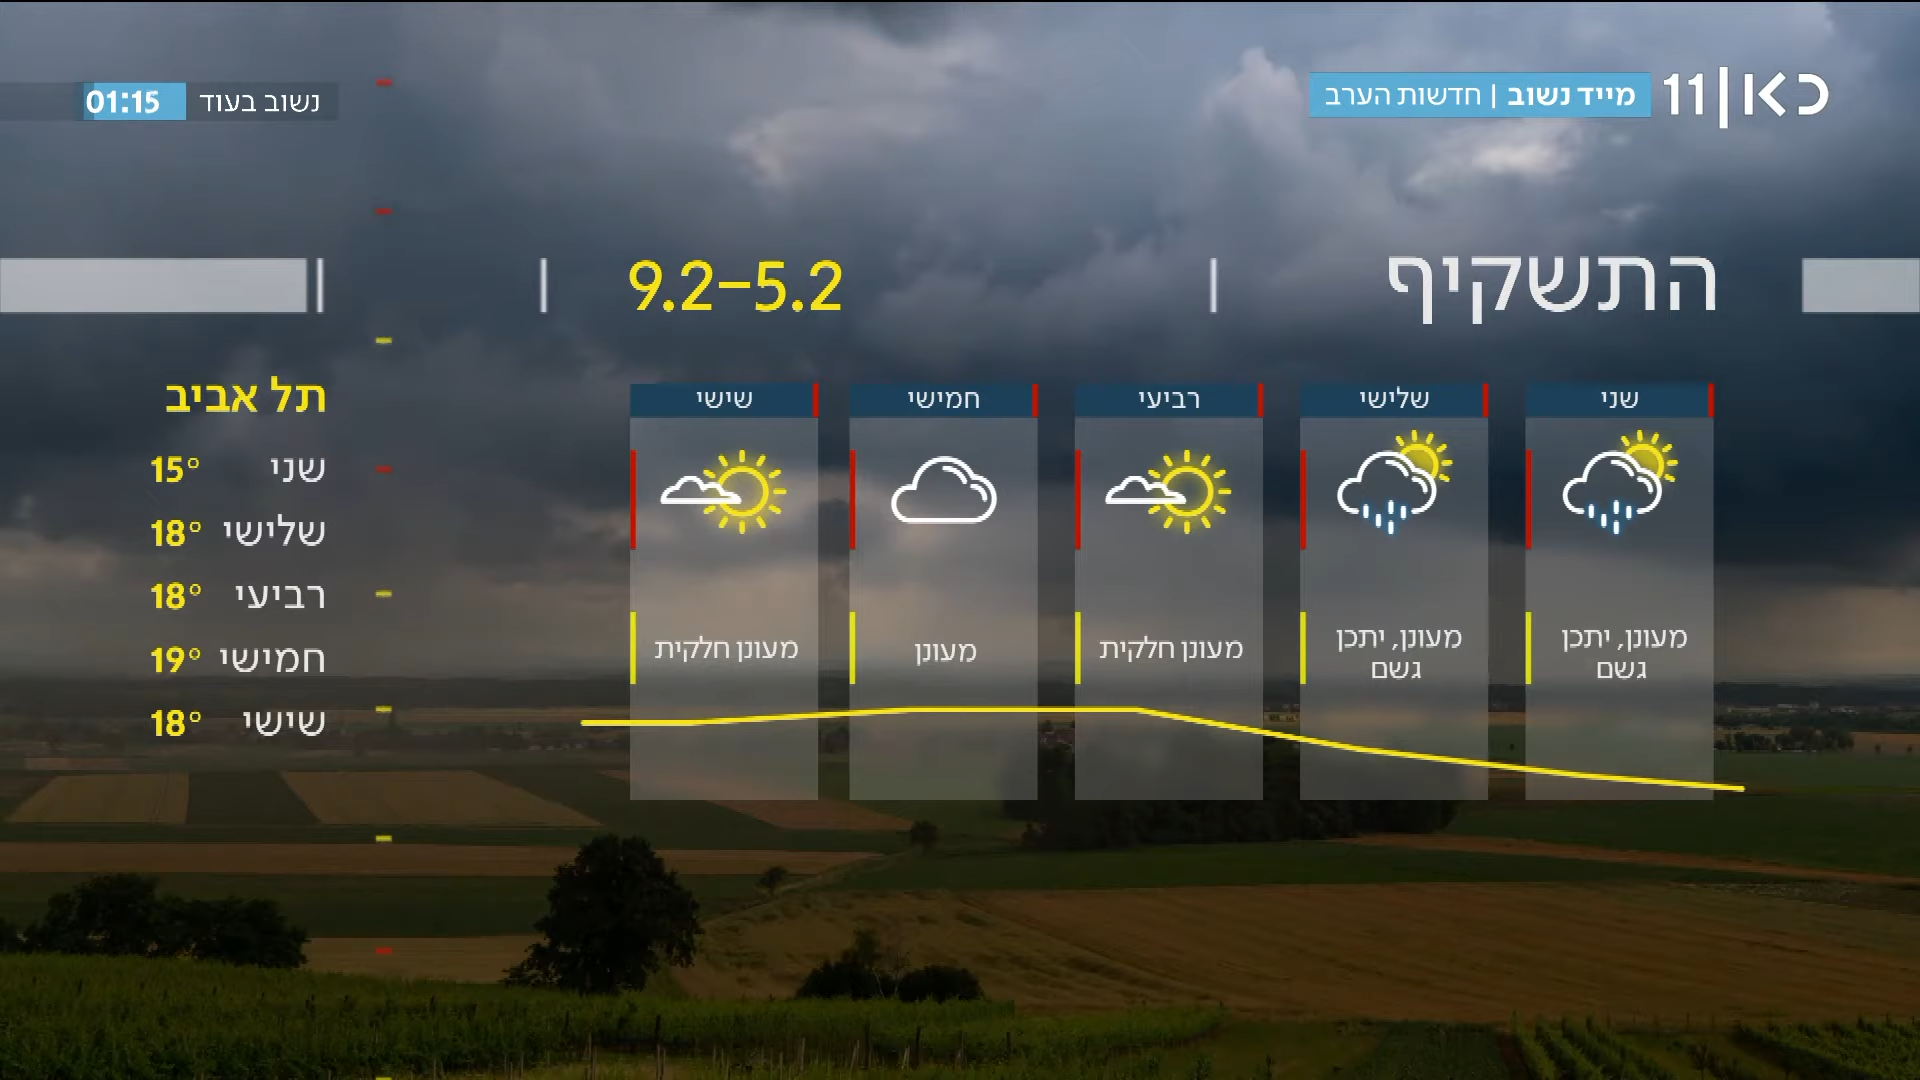 כאן|11
מייד נשוב | חדשות הערב
נשוב בעוד 01:15
התשקיף
9.2–5.2
שני
מעונן, יתכן
גשם
שלישי
מעונן, יתכן
גשם
רביעי
מעונן חלקית
חמישי
מעונן
שישי
מעונן חלקית
תל אביב
שני 15°
שלישי 18°
רביעי 18°
חמישי 19°
שישי 18°